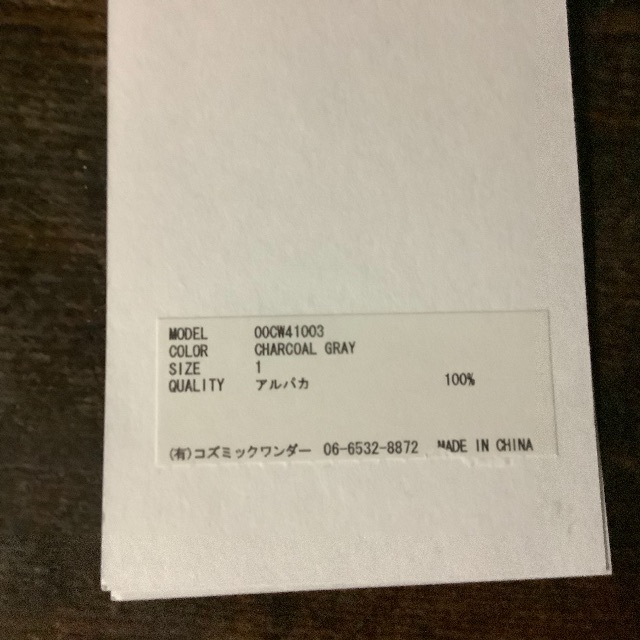 MODEL 00CW41003
COLOR CHARCOAL GRAY
SIZE 1
QUALITY アルパカ 100%
(有)コズミックワンダー 06-6532-8872 MADE IN CHINA